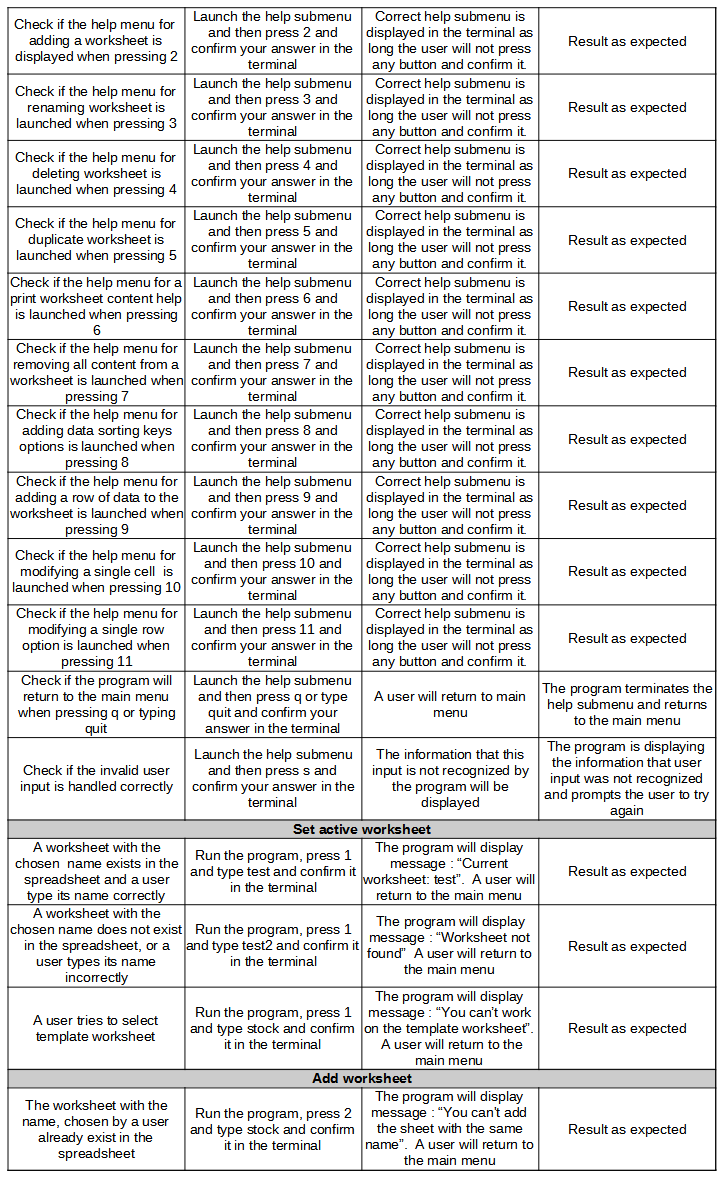 Check if the help menu for
adding a worksheet is
displayed when pressing 2
Launch the help submenu
and then press 2 and
confirm your answer in the
terminal
Correct help submenu is
displayed in the terminal as
long the user will not press
any button and confirm it.
Result as expected
Check if the help menu for
renaming worksheet is
launched when pressing 3
Launch the help submenu
and then press 3 and
confirm your answer in the
terminal
Correct help submenu is
displayed in the terminal as
long the user will not press
any button and confirm it.
Result as expected
Check if the help menu for
deleting worksheet is
launched when pressing 4
Launch the help submenu
and then press 4 and
confirm your answer in the
terminal
Correct help submenu is
displayed in the terminal as
long the user will not press
any button and confirm it.
Result as expected
Check if the help menu for
duplicate worksheet is
launched when pressing 5
Launch the help submenu
and then press 5 and
confirm your answer in the
terminal
Correct help submenu is
displayed in the terminal as
long the user will not press
any button and confirm it.
Result as expected
Check if the help menu for a
print worksheet content help
is launched when pressing
6
Launch the help submenu
and then press 6 and
confirm your answer in the
terminal
Correct help submenu is
displayed in the terminal as
long the user will not press
any button and confirm it.
Result as expected
Check if the help menu for
removing all content from a
worksheet is launched when
pressing 7
Launch the help submenu
and then press 7 and
confirm your answer in the
terminal
Correct help submenu is
displayed in the terminal as
long the user will not press
any button and confirm it.
Result as expected
Check if the help menu for
adding data sorting keys
options is launched when
pressing 8
Launch the help submenu
and then press 8 and
confirm your answer in the
terminal
Correct help submenu is
displayed in the terminal as
long the user will not press
any button and confirm it.
Result as expected
Check if the help menu for
adding a row of data to the
worksheet is launched when
pressing 9
Launch the help submenu
and then press 9 and
confirm your answer in the
terminal
Correct help submenu is
displayed in the terminal as
long the user will not press
any button and confirm it.
Result as expected
Check if the help menu for
modifying a single cell  is
launched when pressing 10
Launch the help submenu
and then press 10 and
confirm your answer in the
terminal
Correct help submenu is
displayed in the terminal as
long the user will not press
any button and confirm it.
Result as expected
Check if the help menu for
modifying a single row
option is launched when
pressing 11
Launch the help submenu
and then press 11 and
confirm your answer in the
terminal
Correct help submenu is
displayed in the terminal as
long the user will not press
any button and confirm it.
Result as expected
Check if the program will
return to the main menu
when pressing q or typing
quit
Launch the help submenu
and then press q or type
quit and confirm your
answer in the terminal
A user will return to main
menu
The program terminates the
help submenu and returns
to the main menu
Check if the invalid user
input is handled correctly
Launch the help submenu
and then press s and
confirm your answer in the
terminal
The information that this
input is not recognized by
the program will be
displayed
The program is displaying
the information that user
input was not recognized
and prompts the user to try
again
Set active worksheet
A worksheet with the
chosen  name exists in the
spreadsheet and a user
type its name correctly
Run the program, press 1
and type test and confirm it
in the terminal
The program will display
message : “Current
worksheet: test”.  A user will
return to the main menu
Result as expected
A worksheet with the
chosen name does not exist
in the spreadsheet, or a
user types its name
incorrectly
Run the program, press 1
and type test2 and confirm it
in the terminal
The program will display
message : “Worksheet not
found”  A user will return to
the main menu
Result as expected
A user tries to select
template worksheet
Run the program, press 1
and type stock and confirm
it in the terminal
The program will display
message : “You can’t work
on the template worksheet”.
A user will return to the
main menu
Result as expected
Add worksheet
The worksheet with the
name, chosen by a user
already exist in the
spreadsheet
Run the program, press 2
and type stock and confirm
it in the terminal
The program will display
message : “You can’t add
the sheet with the same
name”.  A user will return to
the main menu
Result as expected